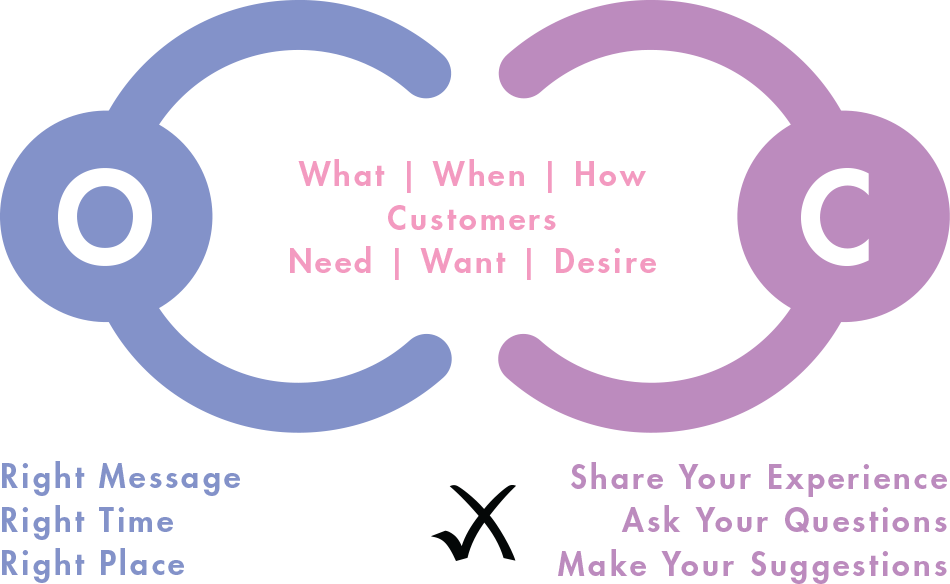 O
C
What | When | How
Customers
Need | Want | Desire
Right Message
Right Time
Right Place
Share Your Experience
Ask Your Questions
Make Your Suggestions